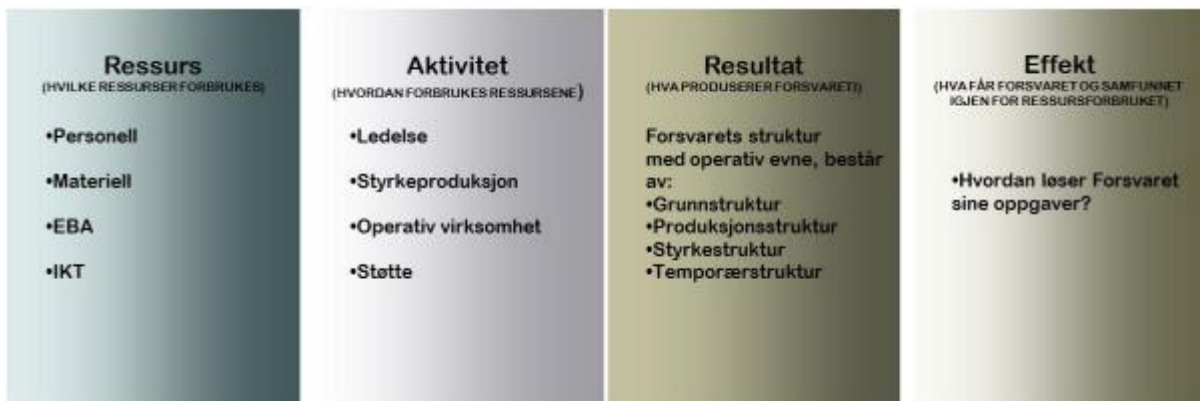 Ressurs
(HVILKE RESSURSER FORBRUKES)
•Personell
•Materiell
•EBA
•IKT
Aktivitet
(HVORDAN FORBRUKES RESSURSENE)
•Ledelse
•Styrkeproduksjon
•Operativ virksomhet
•Støtte
Resultat
(HVA PRODUSERER FORSVARET!)
Forsvarets struktur
med operativ evne, består
av:
•Grunnstruktur
•Produksjonsstruktur
•Styrkestruktur
•Temporærstruktur
Effekt
(HVA FÅR FORSVARET OG SAMFUNNET
IGJEN FOR RESSURSFORBRUKET)
•Hvordan løser Forsvaret
sine oppgaver?